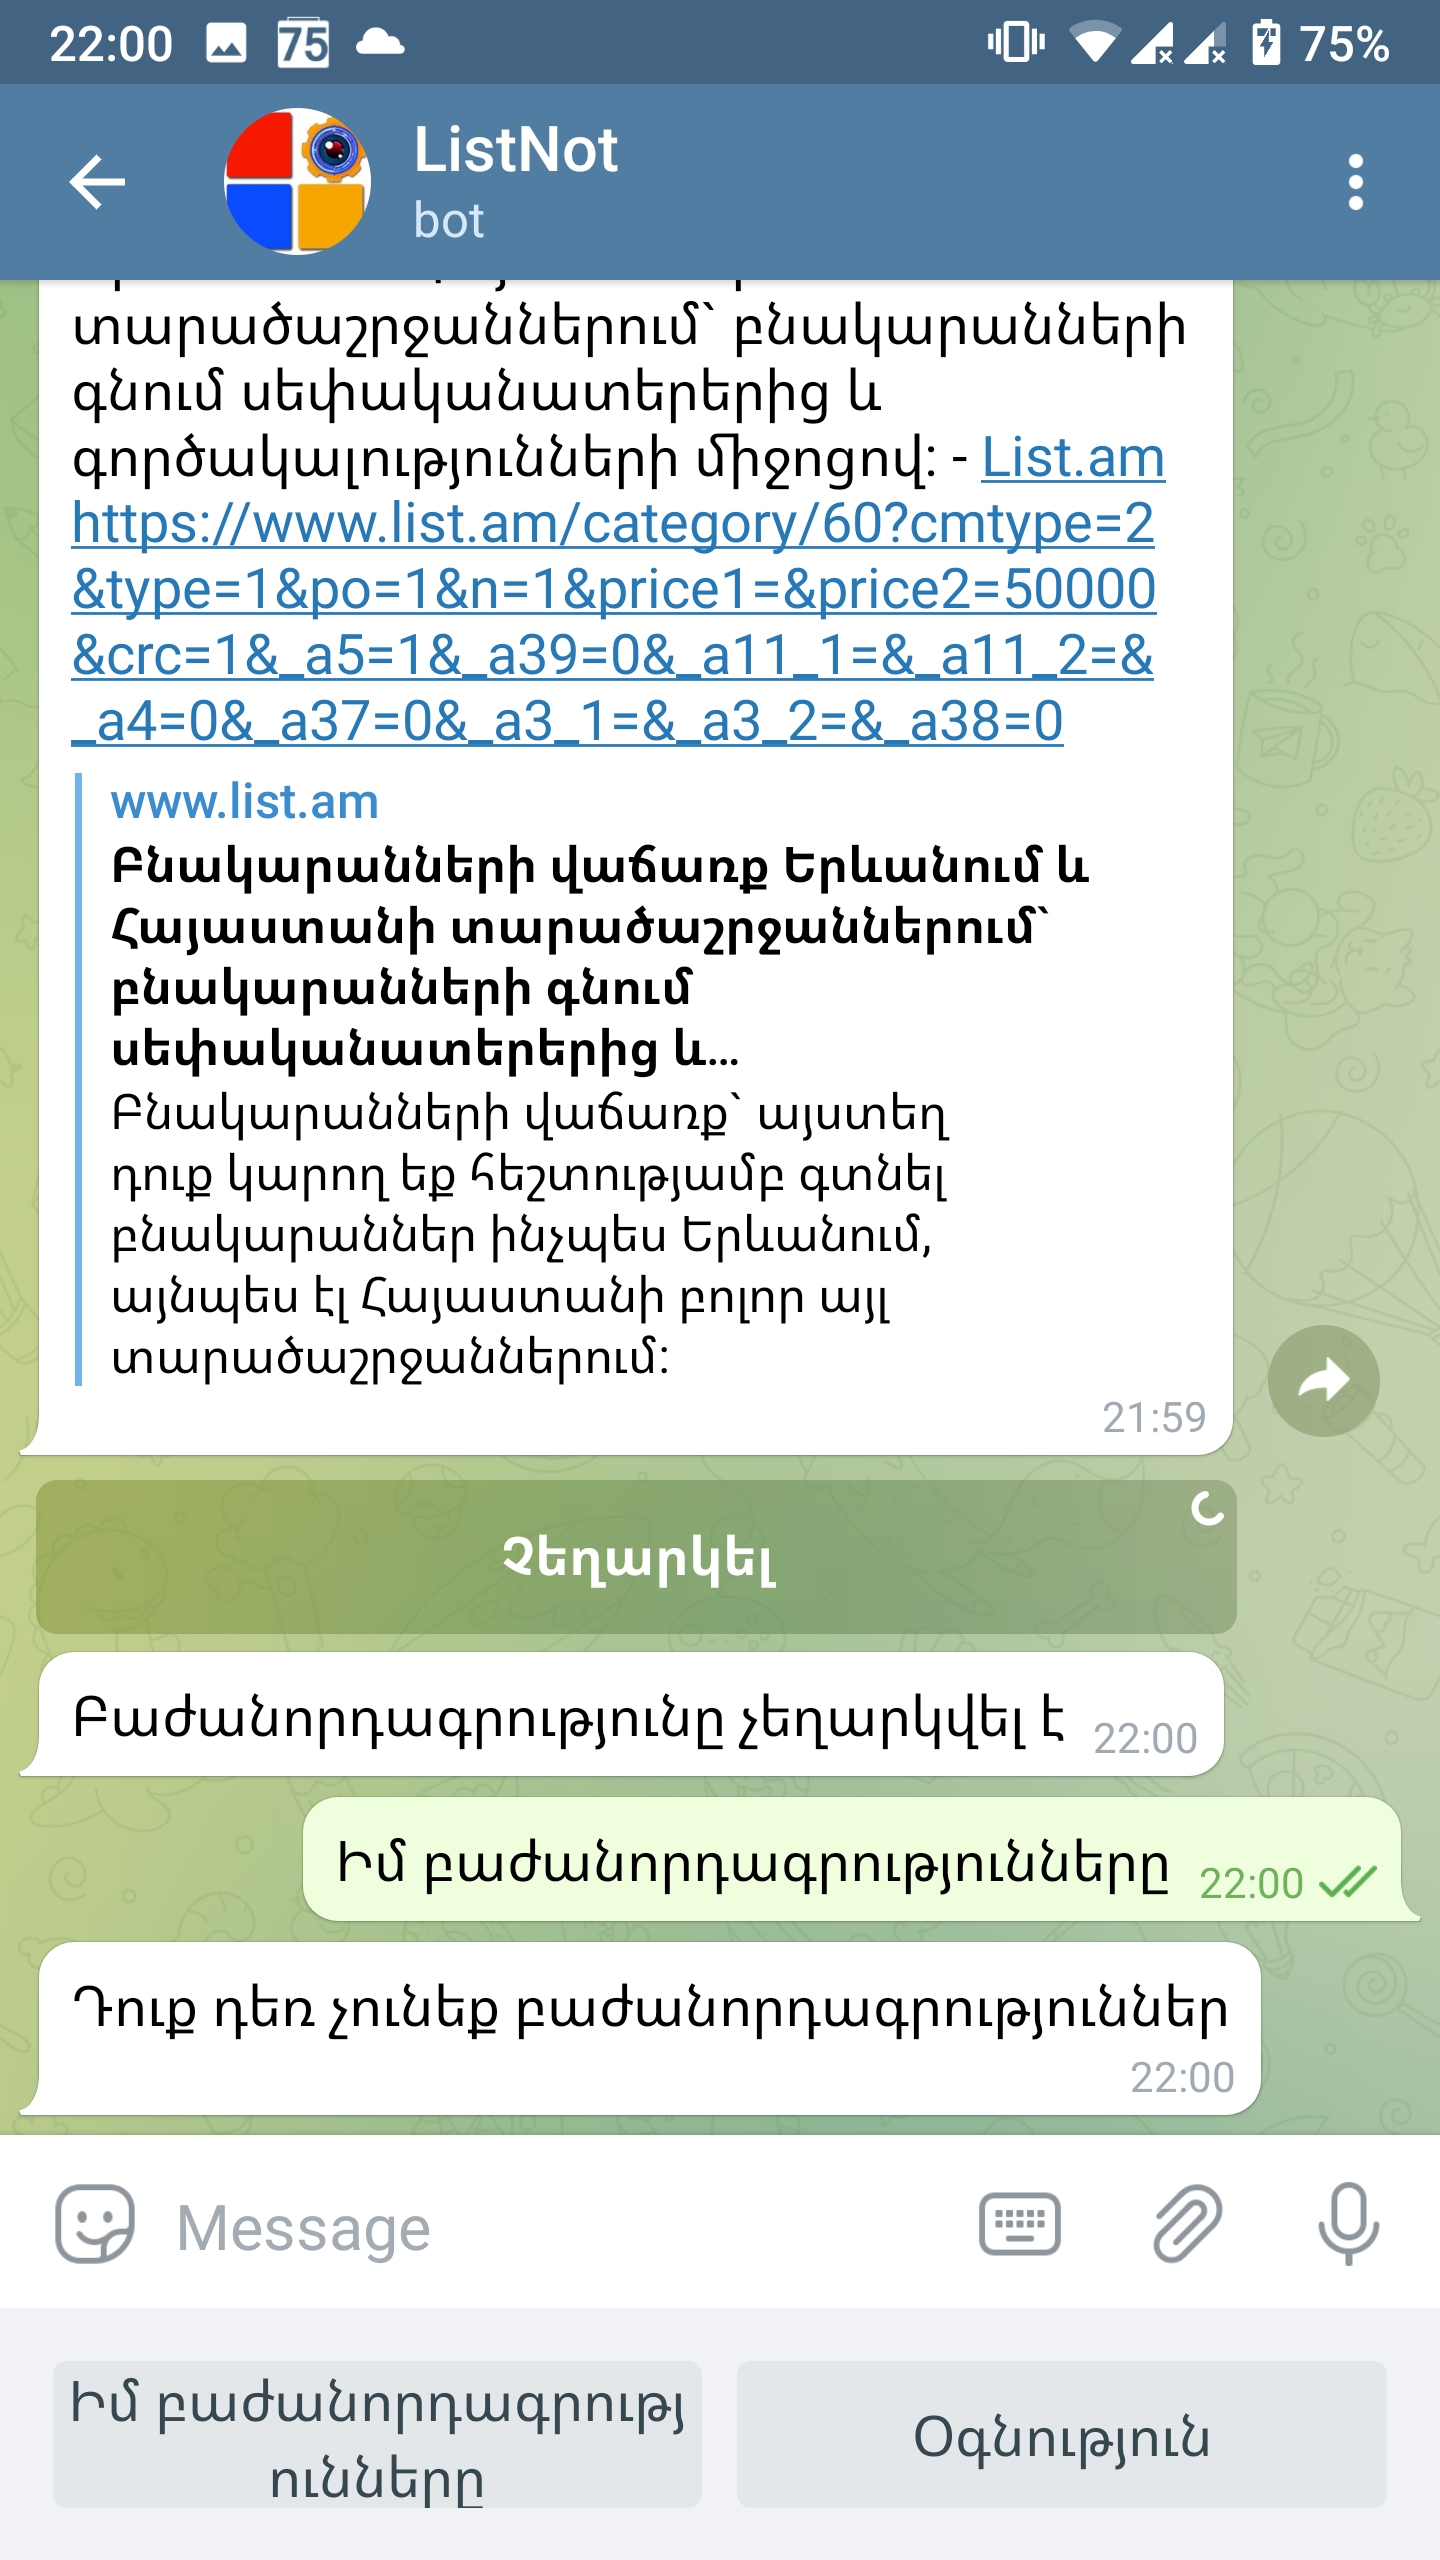 22:00 75 75%
ListNot
bot
տարածաշրջաններում՝ բնակարանների
գնում սեփականատերերից և
գործակալությունների միջոցով: - List.am
https://www.list.am/category/60?cmtype=2
&type=1&po=1&n=1&price1=&price2=50000
&crc=1&_a5=1&_a39=0&_a11_1=&_a11_2=&
_a4=0&_a37=0&_a3_1=&_a3_2=&_a38=0
www.list.am
Բնակարանների վաճառք Երևանում և
Հայաստանի տարածաշրջաններում՝
բնակարանների գնում
սեփականատերերից և...
Բնակարանների վաճառք՝ այստեղ
դուք կարող եք հեշտությամբ գտնել
բնակարաններ ինչպես Երևանում,
այնպես էլ Հայաստանի բոլոր այլ
տարածաշրջաններում:
21:59
Չեղարկել
Բաժանորդագրությունը չեղարկվել է 22:00
Իմ բաժանորդագրությունները 22:00
Դուք դեռ չունեք բաժանորդագրություններ
22:00
Message
Իմ բաժանորդագրությ
ունները
Օգնություն